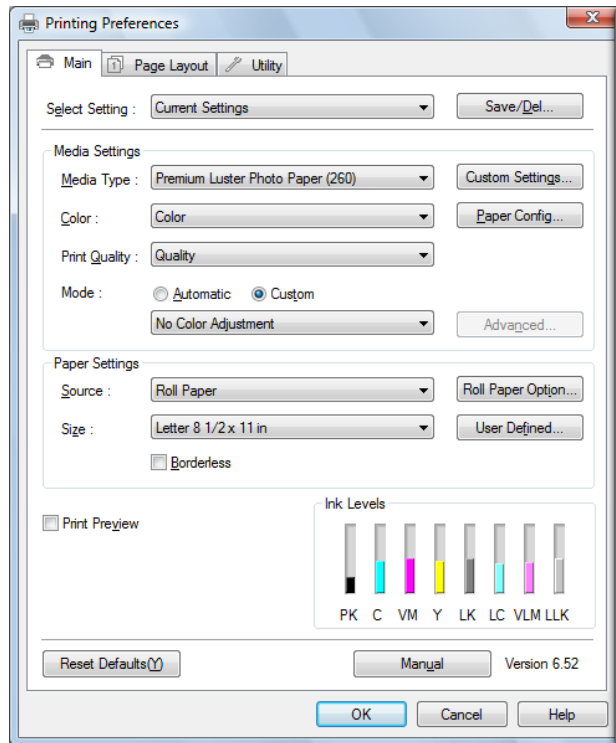 Printing Preferences
Main
Page Layout
Utility
Select Setting :
Current Settings
Save/Del...
Media Settings
Media Type :
Premium Luster Photo Paper (260)
Custom Settings...
Color :
Color
Paper Config...
Print Quality :
Quality
Mode :
Automatic
Custom
No Color Adjustment
Advanced...
Paper Settings
Source :
Roll Paper
Roll Paper Option...
Size :
Letter 8 1/2 x 11 in
User Defined...
Borderless
Print Preview
Ink Levels
PK C VM Y LK LC VLM LLK
Reset Defaults(Y)
Manual
Version 6.52
OK
Cancel
Help